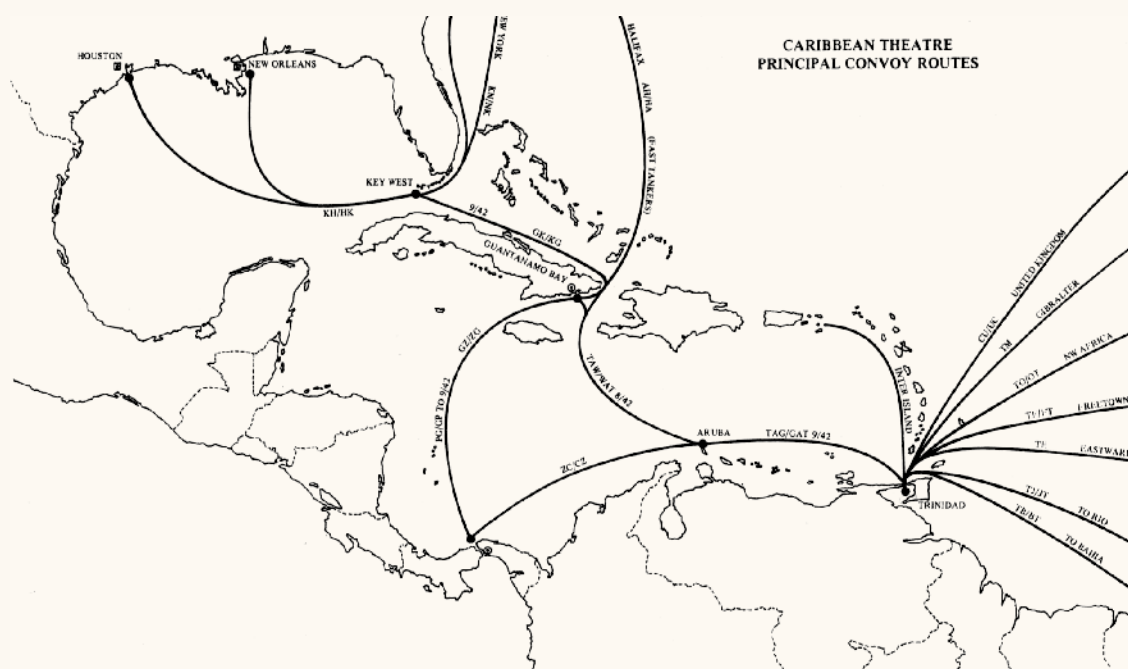 CARIBBEAN THEATRE
PRINCIPAL CONVOY ROUTES
HOUSTON
NEW ORLEANS
EW YORK
KN/NK
HALIFAX AH/HA (FAST TANKERS)
KEY WEST
KH/HK
9/42
GK/KG
GUANTANAMO BAY
GZ/ZG
PG/GP TO 9/42
TAW/WAT 8/42
ARUBA
TAG/GAT 9/42
ZC/CZ
INTER ISLAND
TRINIDAD
CU/UC
UNITED KINGDOM
TM
GIBRALTER
TO/OT
NW AFRICA
FREETOWN
TE
EASTWARD
TJ/JT
TO RIO
TB/BT
TO BAHIA